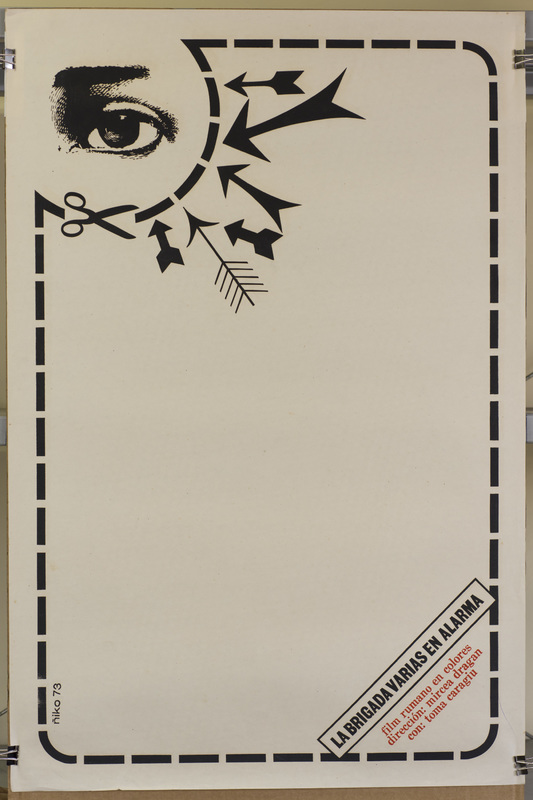 LA BRIGADA VARIAS EN ALARMA
film rumano en colores
dirección: mircea dragan
con: toma caragiu
ñiko 73